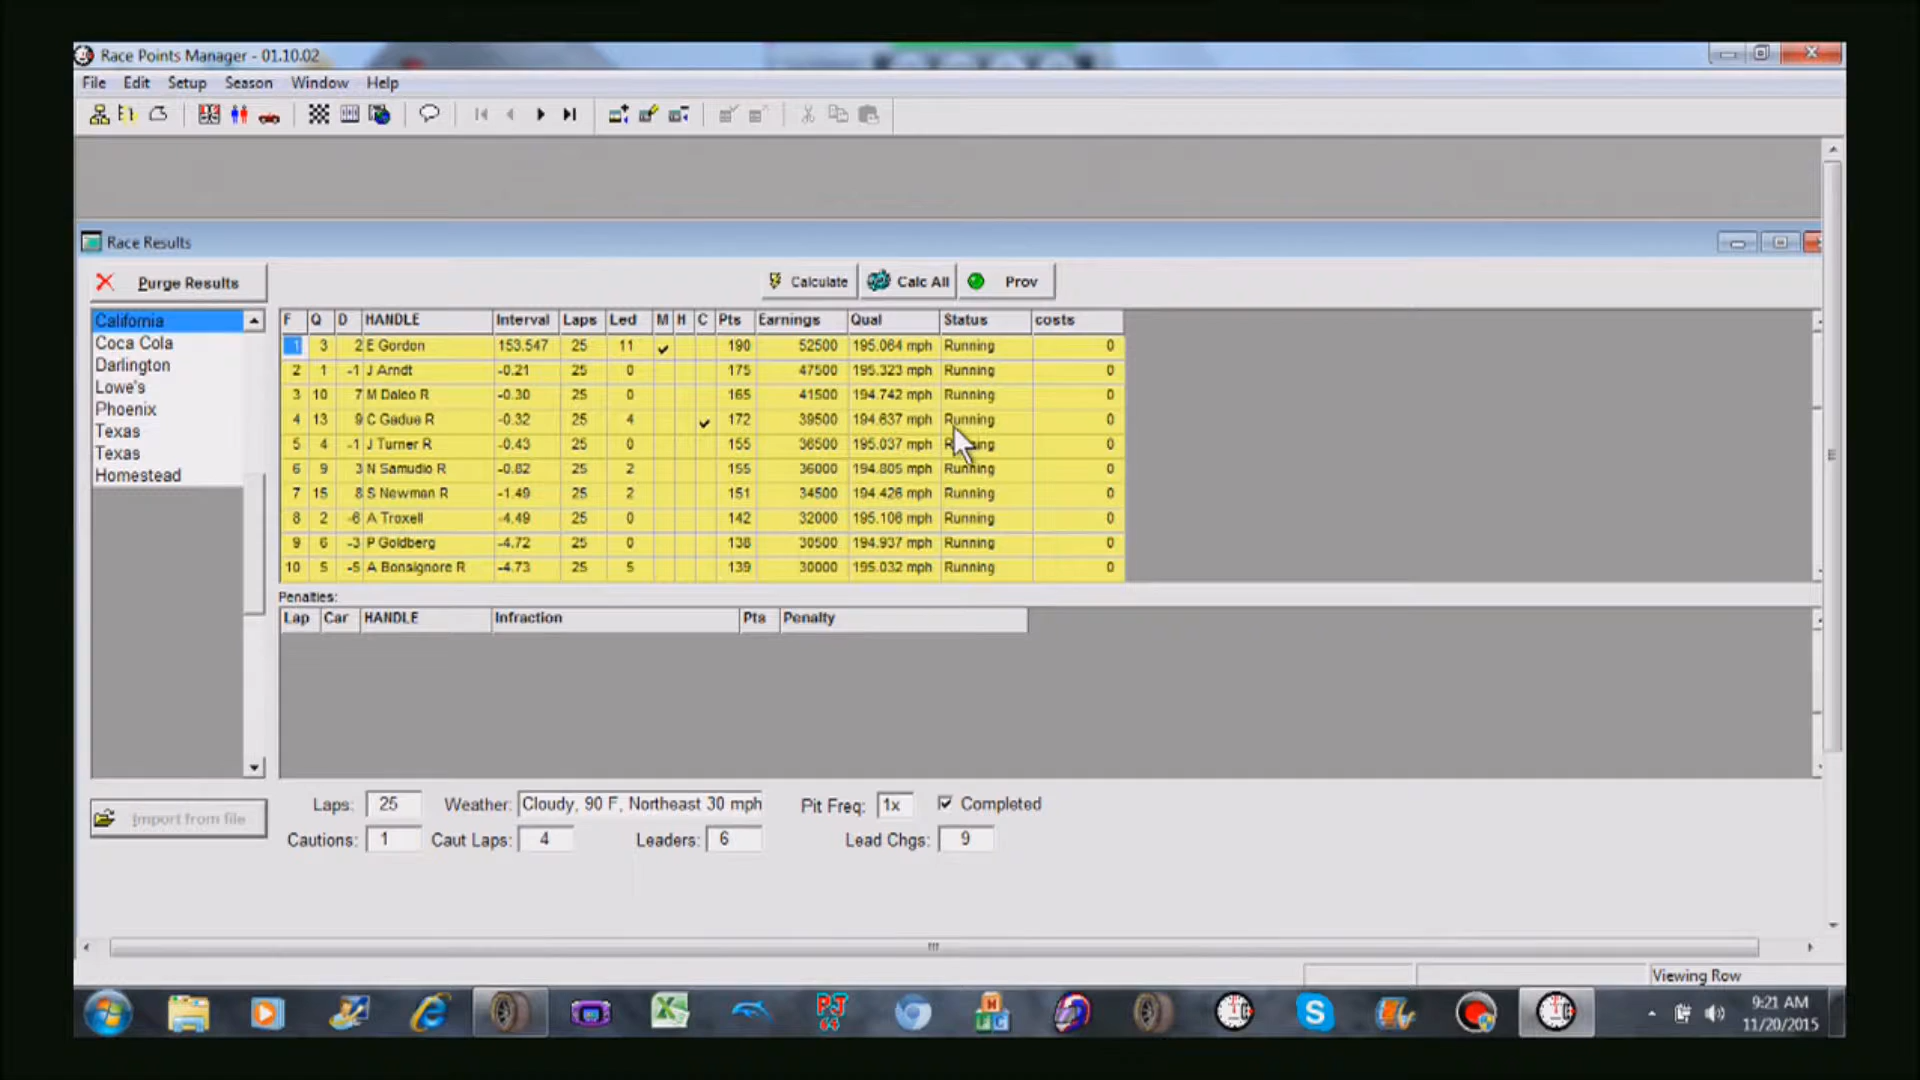 Race Points Manager - 01.10.02
File Edit Setup Season Window Help
Race Results
Purge Results
Calculate Calc All Prov
California
Coca Cola
Darlington
Lowe's
Phoenix
Texas
Texas
Homestead
F Q D HANDLE Interval Laps Led M H C Pts Earnings Qual Status costs
1 3 2 E Gordon 153.547 25 11 190 52500 195.064 mph Running 0
2 1 -1 J Arndt -0.21 25 0 175 47500 195.323 mph Running 0
3 10 7 M Daleo R -0.30 25 0 165 41500 194.742 mph Running 0
4 13 9 C Gadue R -0.32 25 4 172 39500 194.637 mph Running 0
5 4 -1 J Turner R -0.43 25 0 155 36500 195.037 mph Running 0
6 9 3 N Samudio R -0.82 25 2 155 36000 194.805 mph Running 0
7 15 8 S Newman R -1.49 25 2 151 34500 194.426 mph Running 0
8 2 -6 A Troxell -4.49 25 0 142 32000 195.106 mph Running 0
9 6 -3 P Goldberg -4.72 25 0 138 30500 194.937 mph Running 0
10 5 -5 A Bonsignore R -4.73 25 5 139 30000 195.032 mph Running 0
Penalties:
Lap Car HANDLE Infraction Pts Penalty
Import from file
Laps: 25 Weather: Cloudy, 90 F, Northeast 30 mph Pit Freq: 1x Completed
Cautions: 1 Caut Laps: 4 Leaders: 6 Lead Chgs: 9
Viewing Row
PJ
64
9:21 AM
11/20/2015